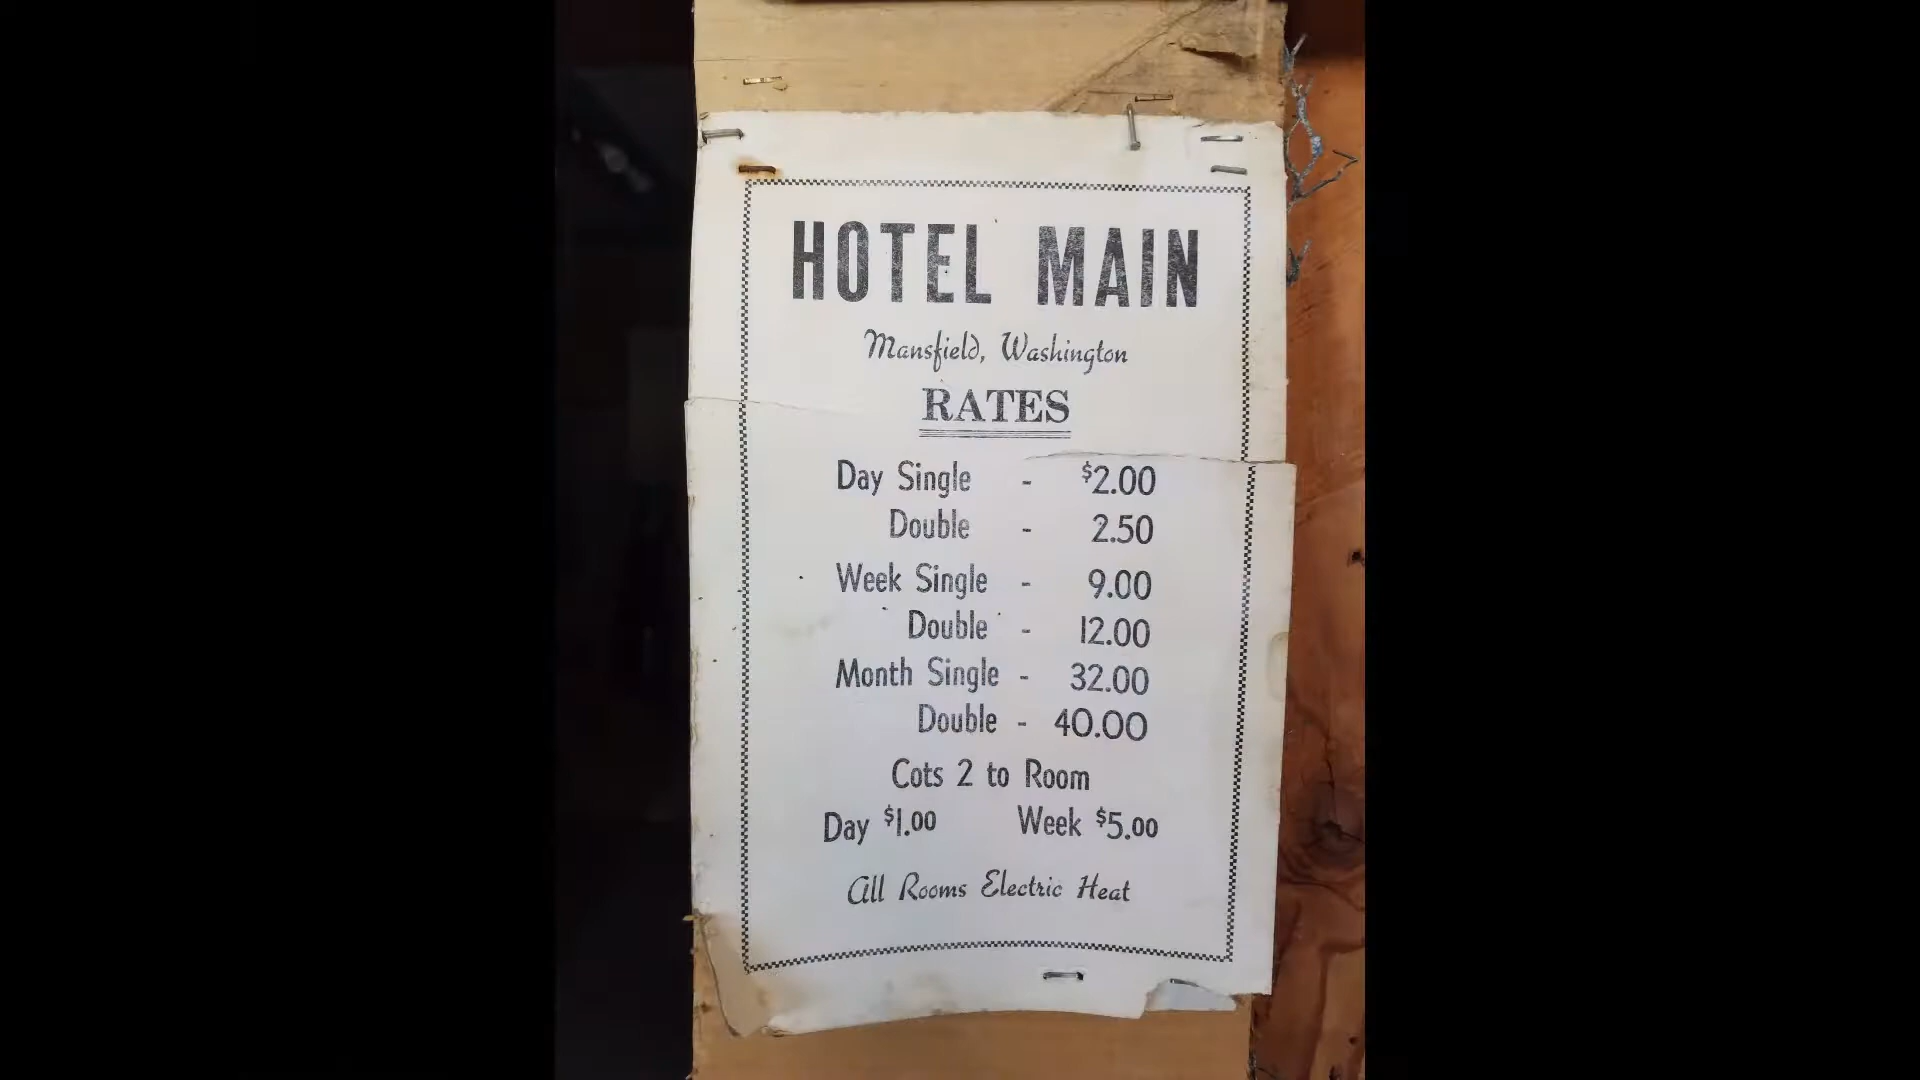 HOTEL MAIN
Mansfield, Washington
RATES
Day Single - $2.00
Double - 2.50
Week Single - 9.00
Double - 12.00
Month Single - 32.00
Double - 40.00
Cots 2 to Room
Day $1.00 Week $5.00
All Rooms Electric Heat